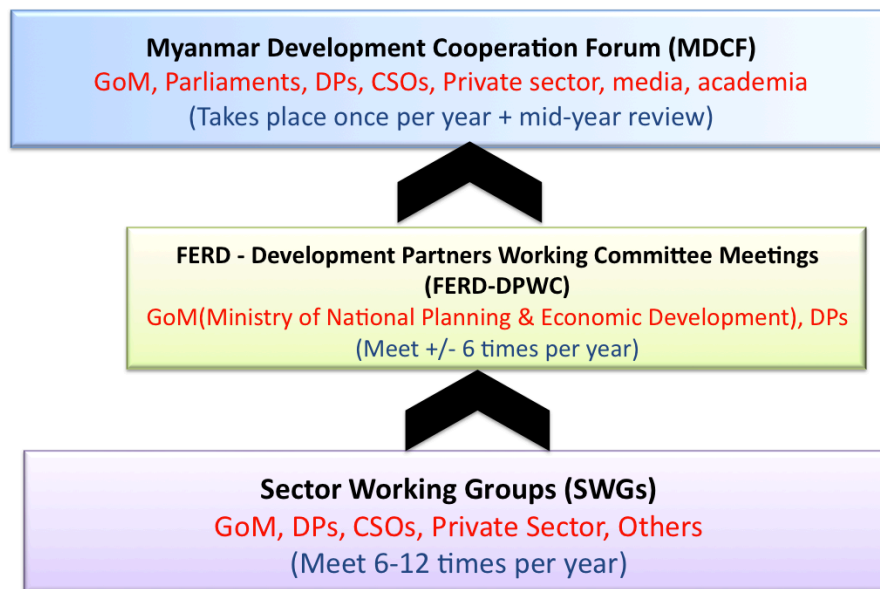 Myanmar Development Cooperation Forum (MDCF)
GoM, Parliaments, DPs, CSOs, Private sector, media, academia
(Takes place once per year + mid-year review)
FERD - Development Partners Working Committee Meetings
(FERD-DPWC)
GoM(Ministry of National Planning & Economic Development), DPs
(Meet +/- 6 times per year)
Sector Working Groups (SWGs)
GoM, DPs, CSOs, Private Sector, Others
(Meet 6-12 times per year)